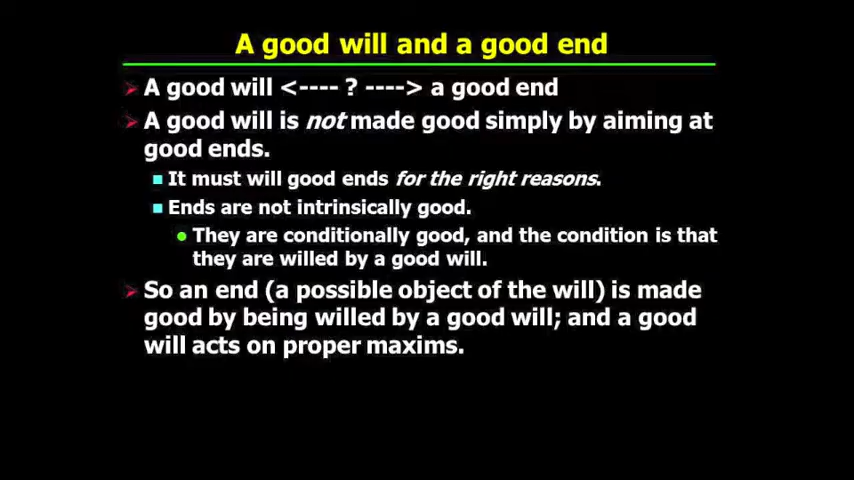 A good will and a good end
A good will <---- ? ----> a good end
A good will is not made good simply by aiming at
good ends.
It must will good ends for the right reasons.
Ends are not intrinsically good.
They are conditionally good, and the condition is that
they are willed by a good will.
So an end (a possible object of the will) is made
good by being willed by a good will; and a good
will acts on proper maxims.